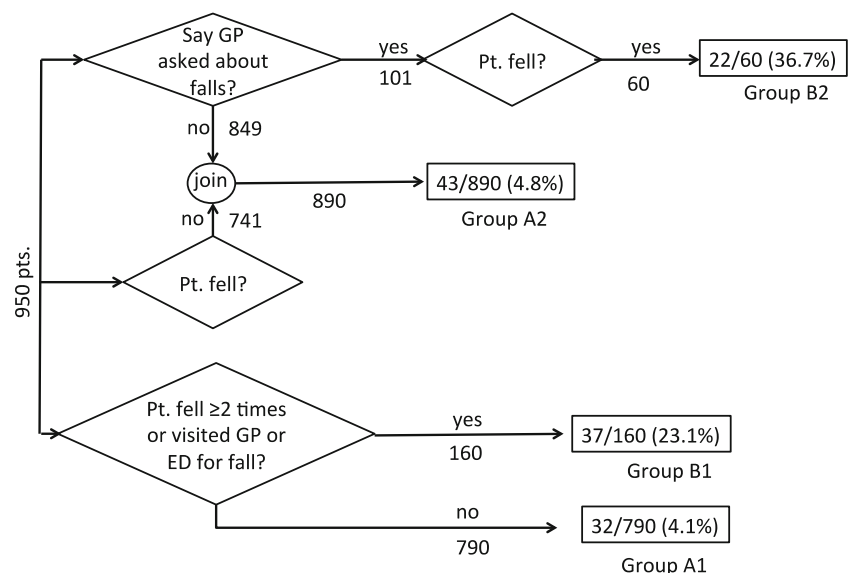 Say GP
asked about
falls?
yes
101
Pt. fell?
yes
60
22/60 (36.7%)
Group B2
no 849
join
890
43/890 (4.8%)
Group A2
no 741
Pt. fell?
950 pts.
Pt. fell ≥2 times
or visited GP or
ED for fall?
yes
160
37/160 (23.1%)
Group B1
no
790
32/790 (4.1%)
Group A1